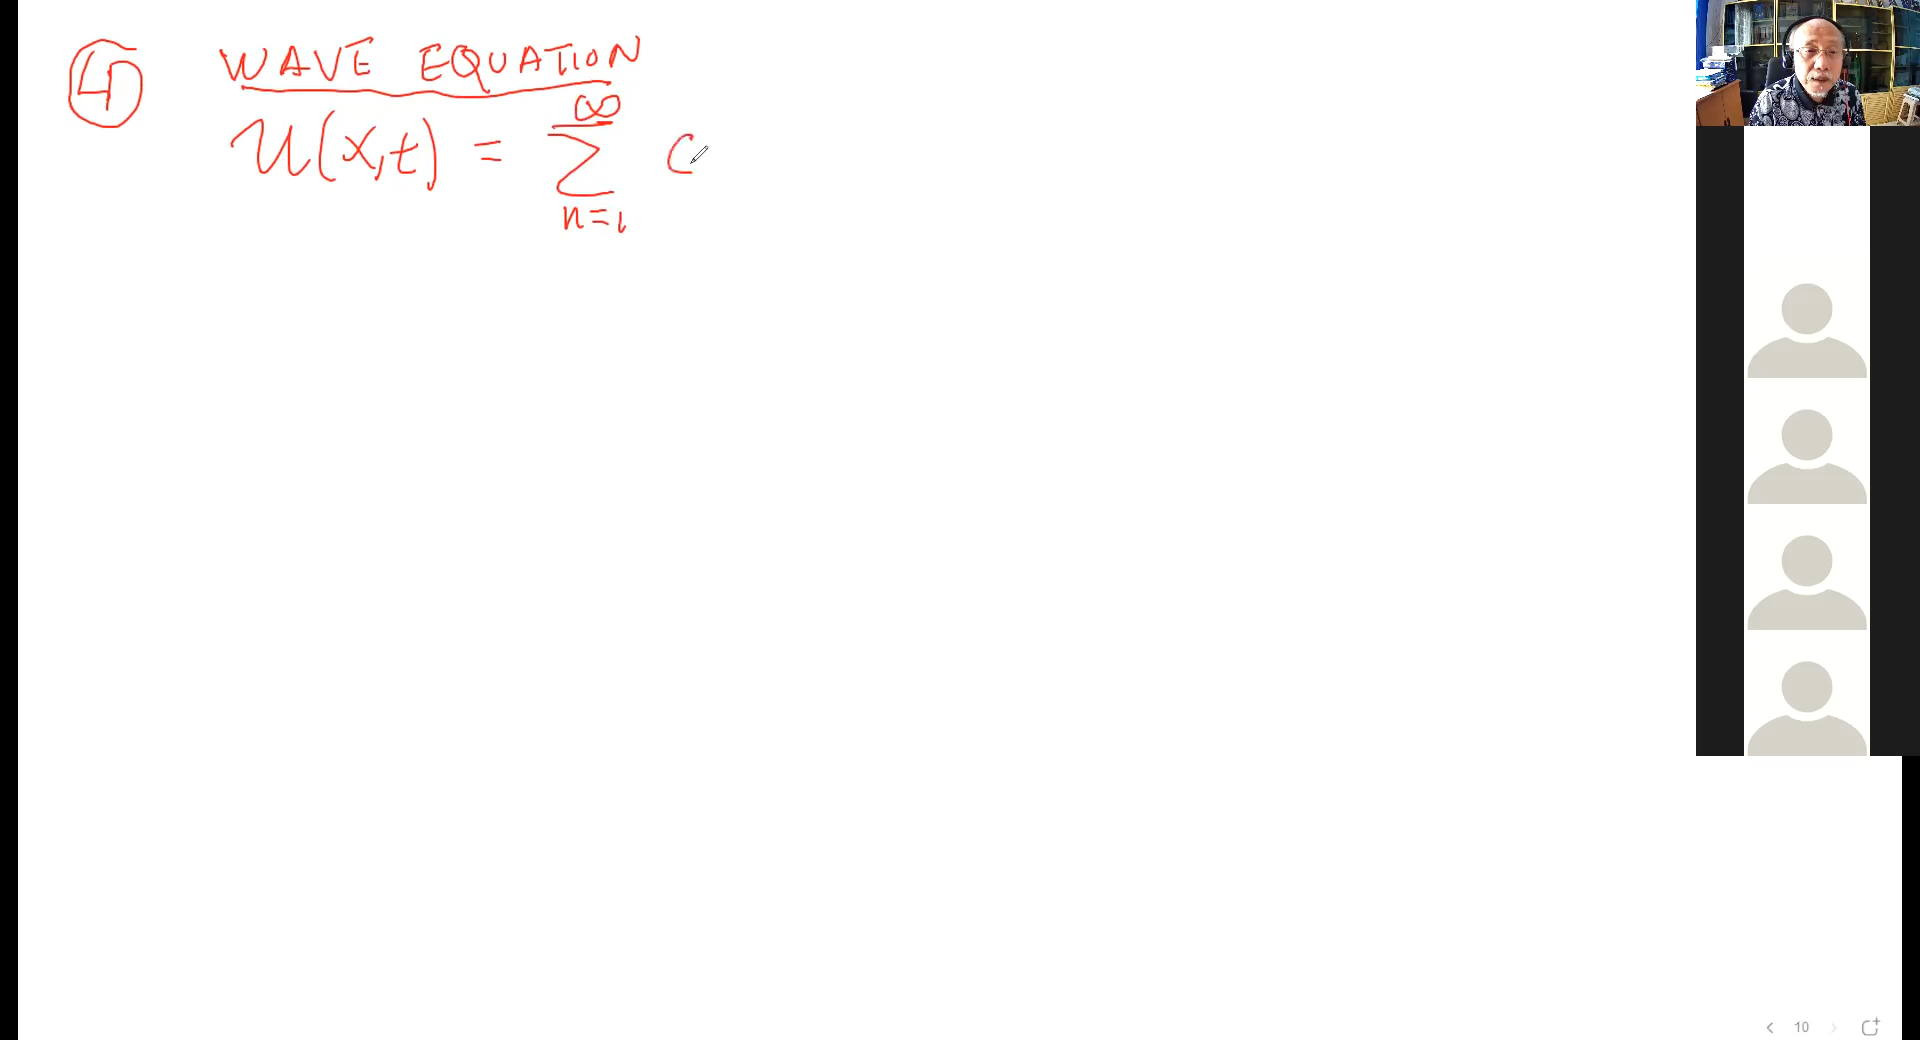 ④ WAVE EQUATION
u(x,t) = ∞∑n=1 C
10